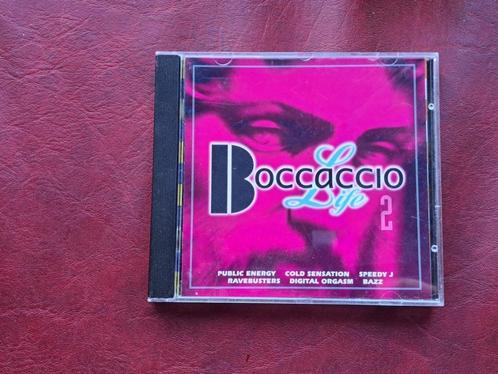 Boccaccio
Life
2
PUBLIC ENERGY COLD SENSATION SPEEDY J
RAVEBUSTERS DIGITAL ORGASM BAZZ